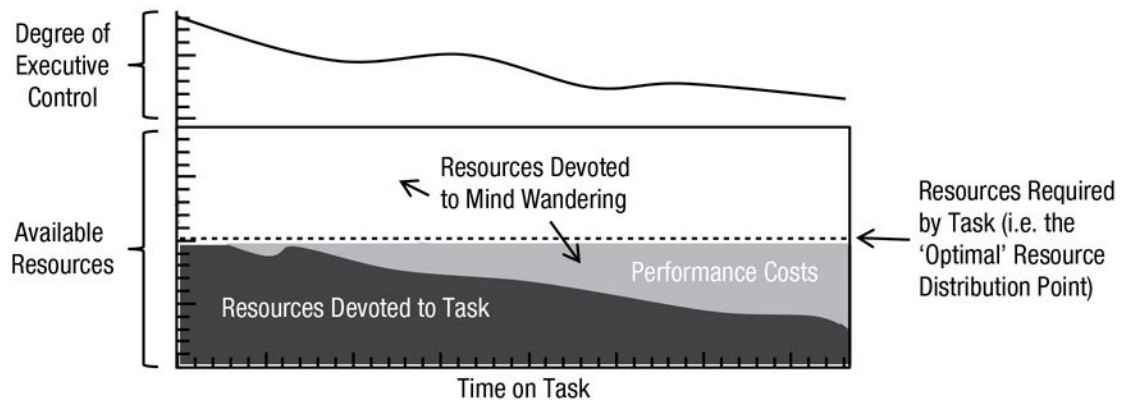 Degree of
Executive
Control
Resources Devoted
to Mind Wandering
Available
Resources
Resources Required
by Task (i.e. the
‘Optimal’ Resource
Distribution Point)
Performance Costs
Resources Devoted to Task
Time on Task